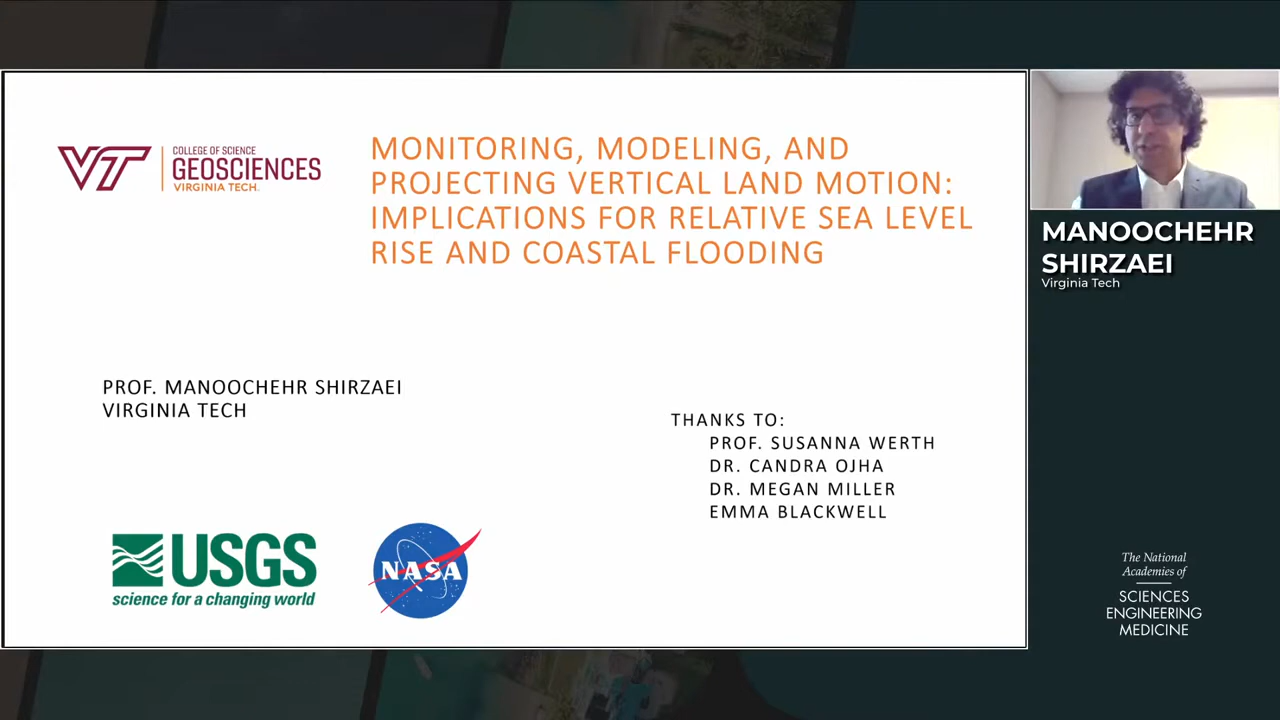 VT
COLLEGE OF SCIENCE
GEOSCIENCES
VIRGINIA TECH.
MONITORING, MODELING, AND
PROJECTING VERTICAL LAND MOTION:
IMPLICATIONS FOR RELATIVE SEA LEVEL
RISE AND COASTAL FLOODING
PROF. MANOOCHEHR SHIRZAEI
VIRGINIA TECH
THANKS TO:
PROF. SUSANNA WERTH
DR. CANDRA OJHA
DR. MEGAN MILLER
EMMA BLACKWELL
USGS
science for a changing world
NASA
MANOOCHEHR
SHIRZAEI
Virginia Tech
The National
Academies of
SCIENCES
ENGINEERING
MEDICINE